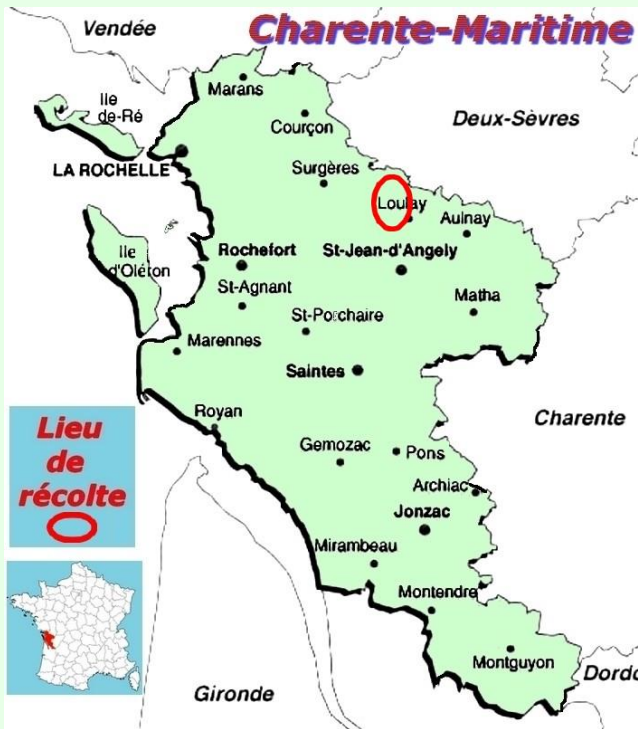 Charente-Maritime
Vendée
Marans
Ile
de-Ré
Courçon
Deux-Sèvres
LA ROCHELLE
Surgères
Loulay
Aulnay
Ile
d'Oléron
Rochefort
St-Jean-d'Angely
St-Agnant
Matha
St-Porchaire
Marennes
Saintes
Royan
Charente
Lieu
de
récolte
Gemozac
Pons
Archiac
Jonzac
Mirambeau
Montendre
Montguyon
Gironde
Dordo